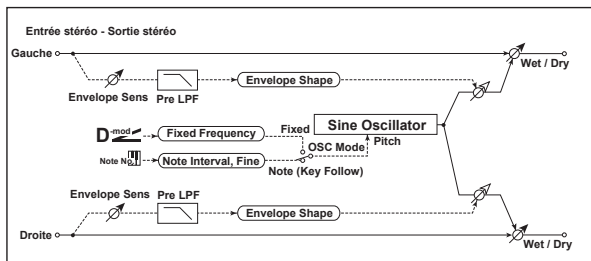 Entrée stéréo - Sortie stéréo
Gauche
Wet / Dry
Envelope Sens
Pre LPF
Envelope Shape
D-mod
Fixed Frequency
Fixed
Sine Oscillator
OSC Mode
Pitch
Note No.
Note Interval, Fine
Note (Key Follow)
Envelope Sens
Pre LPF
Envelope Shape
Droite
Wet / Dry